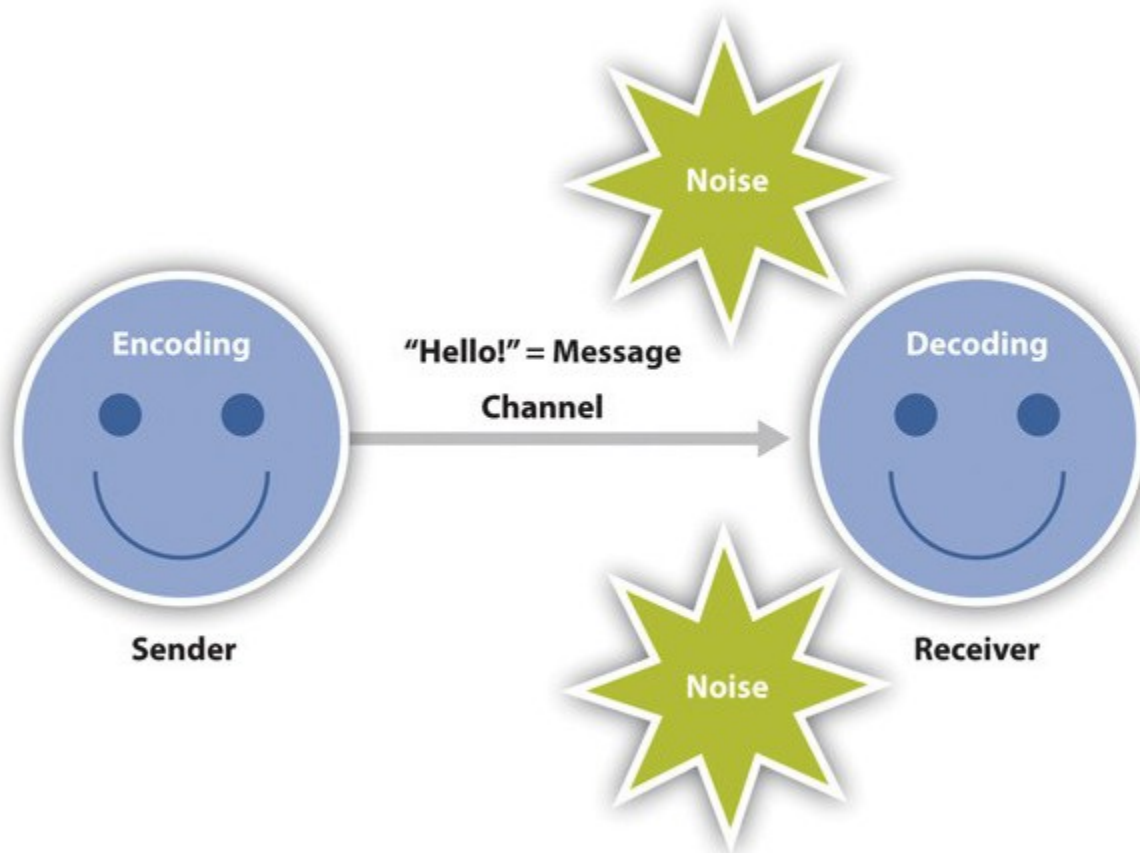 Noise
Encoding
“Hello!” = Message
Channel
Decoding
Sender
Receiver
Noise